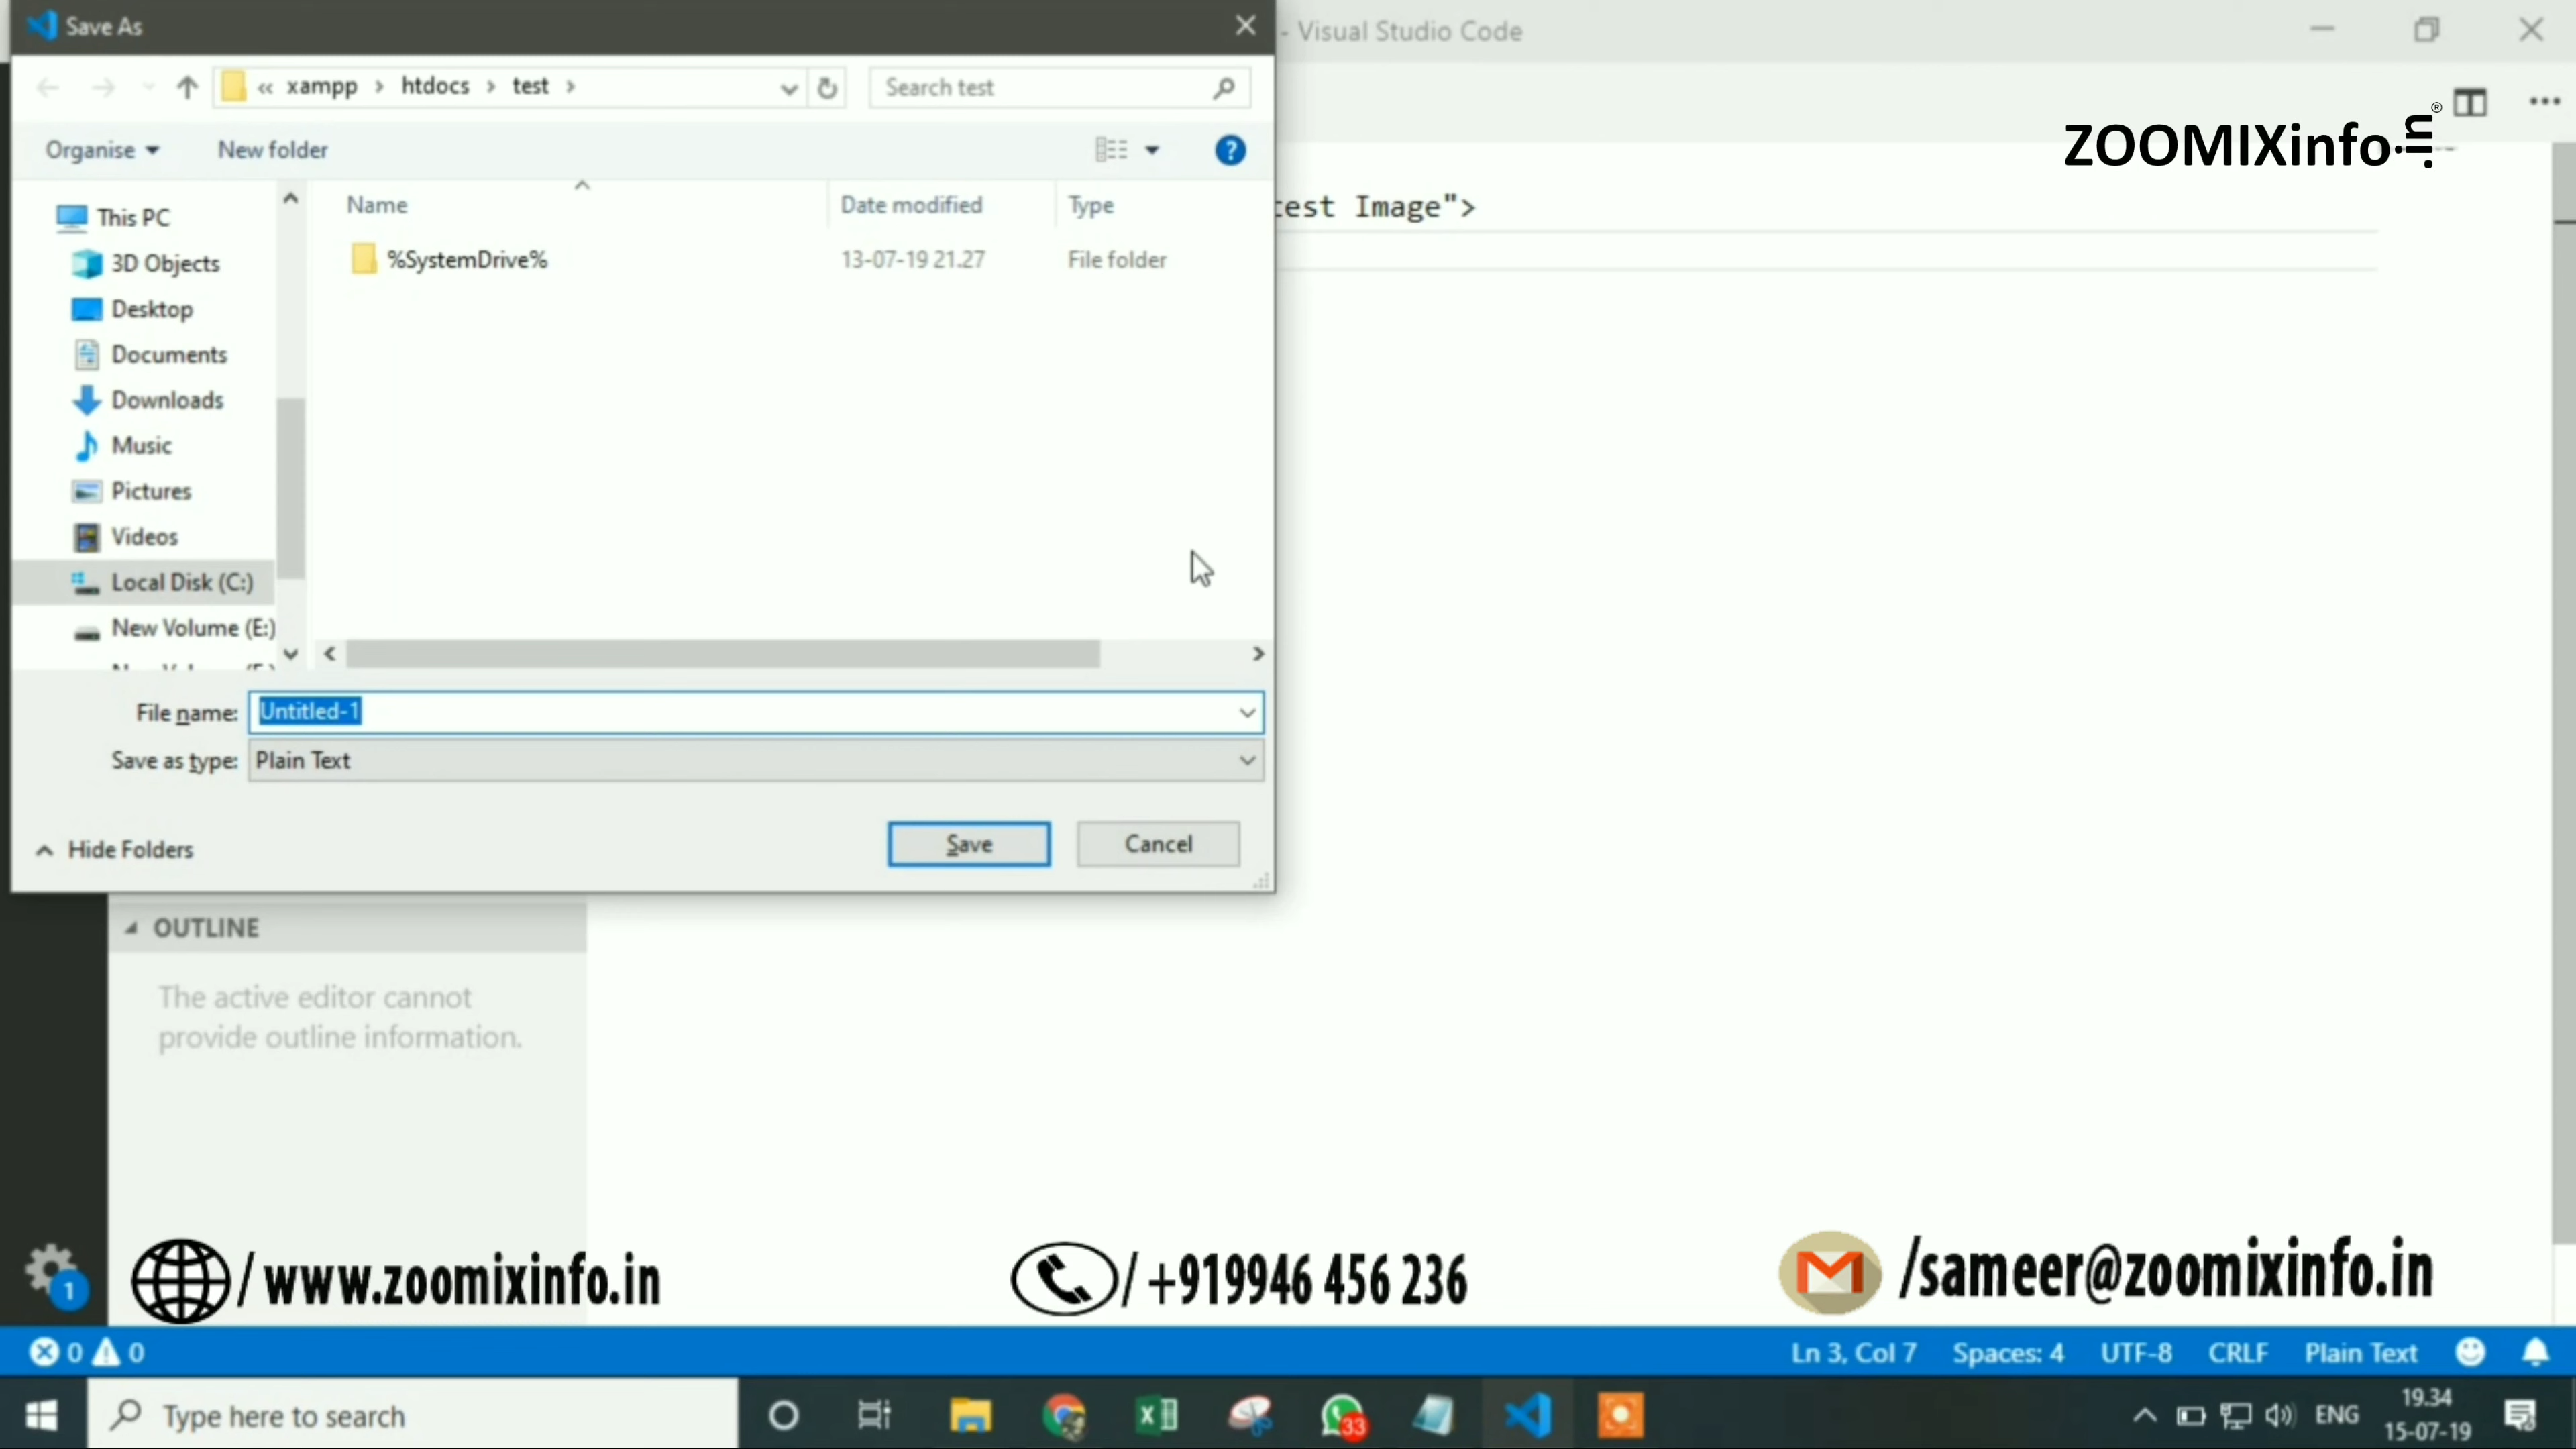 Save As
- Visual Studio Code
« xampp › htdocs › test ›
Search test
ZOOMIXinfo.in®
Organise
New folder
?
Name
Date modified
Type
test Image">
This PC
%SystemDrive%
13-07-19 21.27
File folder
3D Objects
Desktop
Documents
Downloads
Music
Pictures
Videos
Local Disk (C:)
New Volume (E:)
File name: Untitled-1
Save as type: Plain Text
Hide Folders
Save
Cancel
OUTLINE
The active editor cannot
provide outline information.
1
/ www.zoomixinfo.in
/ +919946 456 236
/sameer@zoomixinfo.in
0 0
Ln 3, Col 7
Spaces: 4
UTF-8
CRLF
Plain Text
Type here to search
33
ENG
19.34
15-07-19